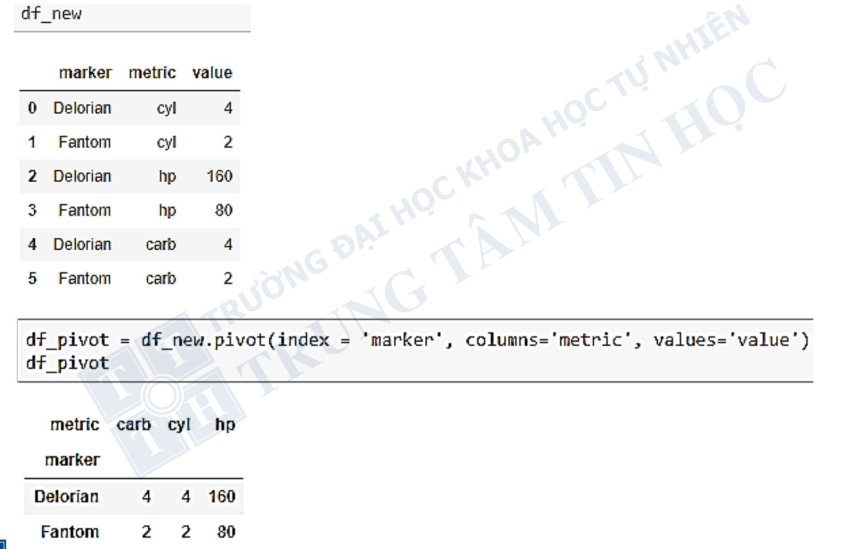 df_new
marker metric value
0 Delorian cyl 4
1 Fantom cyl 2
2 Delorian hp 160
3 Fantom hp 80
4 Delorian carb 4
5 Fantom carb 2
df_pivot = df_new.pivot(index = 'marker', columns='metric', values='value')
df_pivot
metric carb cyl hp
marker
Delorian 4 4 160
Fantom 2 2 80
TRƯỜNG ĐẠI HỌC KHOA HỌC TỰ NHIÊN
TRUNG TÂM TIN HỌC